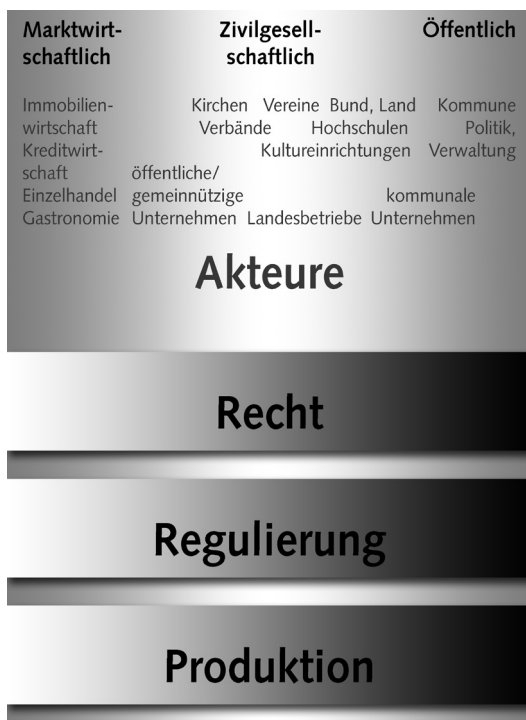 Marktwirt- Zivilgesell- Öffentlich
schaftlich schaftlich
Immobilien- Kirchen Vereine Bund, Land Kommune
wirtschaft Verbände Hochschulen Politik,
Kreditwirt- Kultureinrichtungen Verwaltung
schaft öffentliche/
Einzelhandel gemeinnützige kommunale
Gastronomie Unternehmen Landesbetriebe Unternehmen
Akteure
Recht
Regulierung
Produktion